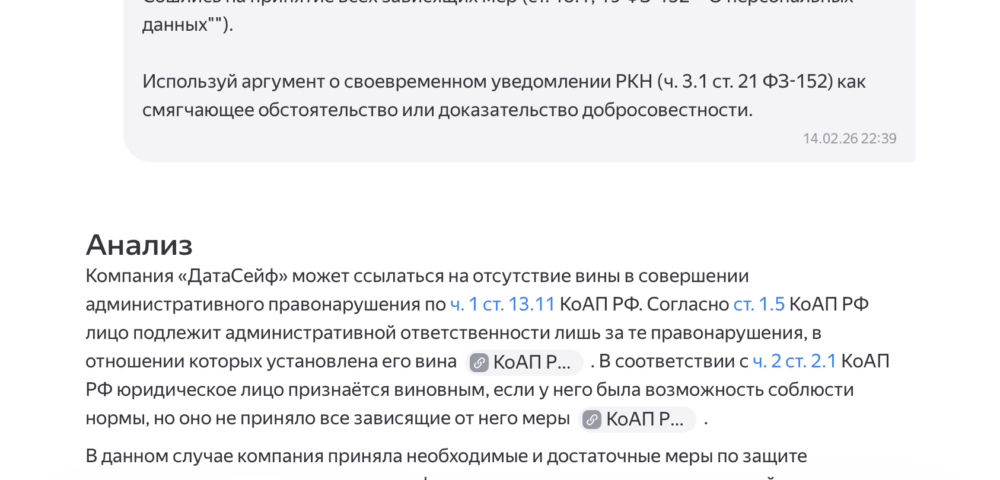 данных"").
Используй аргумент о своевременном уведомлении РКН (ч. 3.1 ст. 21 ФЗ-152) как
смягчающее обстоятельство или доказательство добросовестности.
14.02.26 22:39
Анализ
Компания «ДатаСейф» может ссылаться на отсутствие вины в совершении
административного правонарушения по ч. 1 ст. 13.11 КоАП РФ. Согласно ст. 1.5 КоАП РФ
лицо подлежит административной ответственности лишь за те правонарушения, в
отношении которых установлена его вина КоАП Р... . В соответствии с ч. 2 ст. 2.1 КоАП
РФ юридическое лицо признаётся виновным, если у него была возможность соблюсти
нормы, но оно не приняло все зависящие от него меры КоАП Р... .
В данном случае компания приняла необходимые и достаточные меры по защите